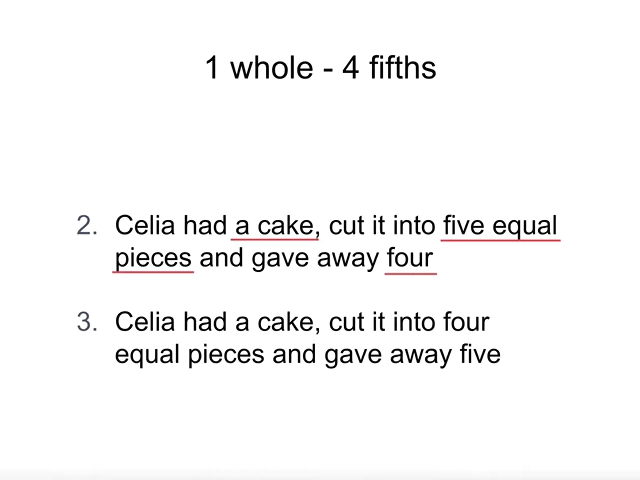 1 whole - 4 fifths
2. Celia had a cake, cut it into five equal
pieces and gave away four
3. Celia had a cake, cut it into four
equal pieces and gave away five